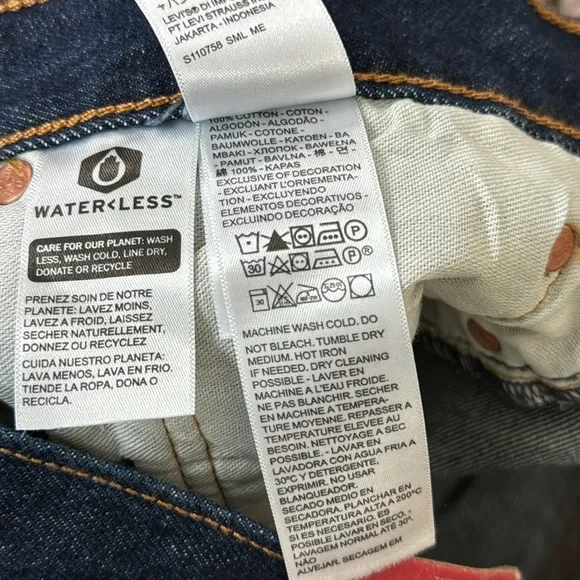 LEVI'S® DI IM
PT LEVI STRAUSS IN
JAKARTA - INDONESIA
S110758 SML ME
WATER<LESS™
CARE FOR OUR PLANET: WASH
LESS, WASH COLD, LINE DRY,
DONATE OR RECYCLE
PRENEZ SOIN DE NOTRE
PLANETE: LAVEZ MOINS,
LAVEZ A FROID, LAISSEZ
SECHER NATURELLEMENT,
DONNEZ OU RECYCLEZ
CUIDA NUESTRO PLANETA:
LAVA MENOS, LAVA EN FRIO.
TIENDE LA ROPA, DONA O
RECICLA.
100% COTTON - COTON -
ALGODÓN - ALGODÃO -
PAMUK - COTONE -
BAUMWOLLE - KATOEN - BA
MBAKI - ХЛОПОК - BAWEŁNA
- PAMUT - BAVLNA - 棉 - 면 -
綿 100% - KAPAS
EXCLUSIVE OF DECORATION
- EXCLUANT L'ORNEMENTA-
TION - EXCLUYENDO
ELEMENTOS DECORATIVOS -
EXCLUINDO DECORAÇÃO
P
30 P
30
MACHINE WASH COLD. DO
NOT BLEACH. TUMBLE DRY
MEDIUM. HOT IRON
IF NEEDED. DRY CLEANING
POSSIBLE - LAVER EN
MACHINE A L'EAU FROIDE.
NE PAS BLANCHIR. SECHER
EN MACHINE A TEMPERA-
TURE MOYENNE. REPASSER A
TEMPERATURE ELEVEE AU
BESOIN. NETTOYAGE A SEC
POSSIBLE - LAVAR EN
LAVADORA CON AGUA FRIA A
30ºC Y DETERGENTE.
EXPRIMIR. NO USAR
BLANQUEADOR.
SECADO MEDIO EN
SECADORA. PLANCHAR EN
TEMPERATURA ALTA A 200ºC
SI ES NECESARIO, ES
POSSIBLE LAVADO EN SECO. -
LAVAGEM NORMAL ATÉ 30º
ALVEJAR. SECAGEM EM